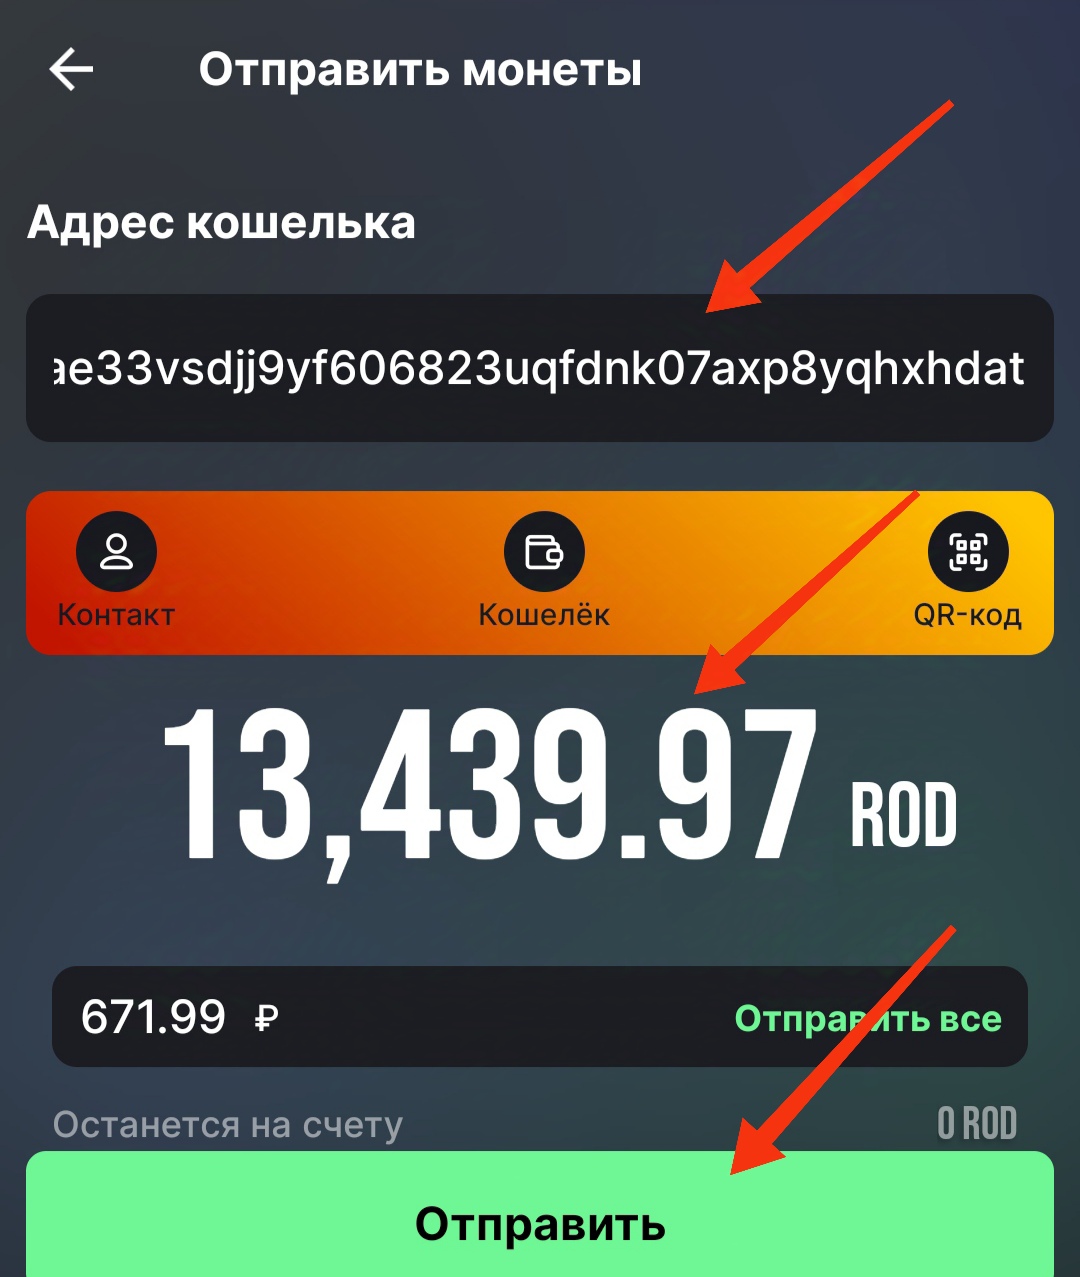 Отправить монеты
Адрес кошелька
ae33vsdjj9yf606823uqfdnk07axp8yqhxhdat
Контакт Кошелёк QR-код
13,439.97 ROD
671.99 ₽ Отправить все
Останется на счету 0 ROD
Отправить